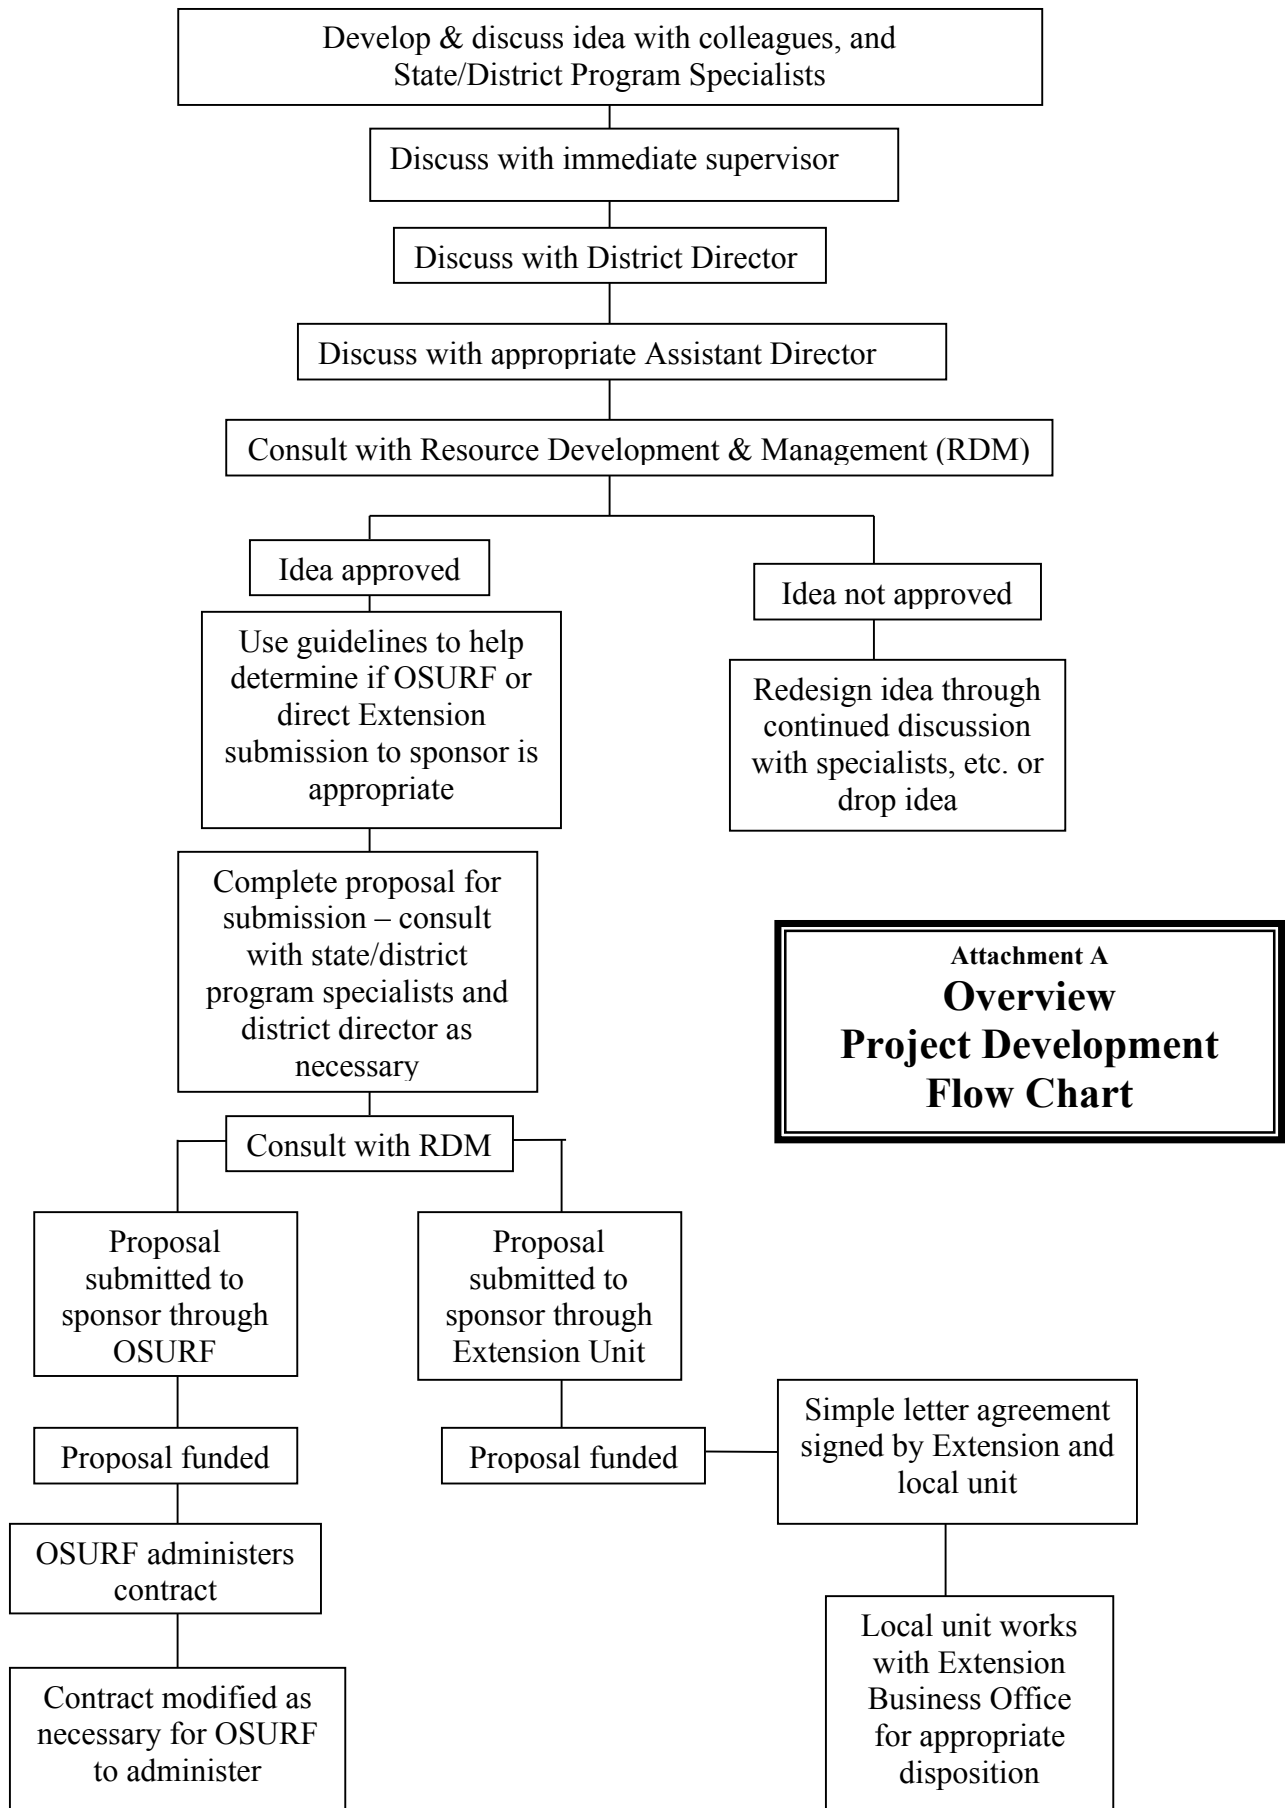 Develop & discuss idea with colleagues, and
State/District Program Specialists
Discuss with immediate supervisor
Discuss with District Director
Discuss with appropriate Assistant Director
Consult with Resource Development & Management (RDM)
Idea approved
Idea not approved
Use guidelines to help
determine if OSURF or
direct Extension
submission to sponsor is
appropriate
Redesign idea through
continued discussion
with specialists, etc. or
drop idea
Complete proposal for
submission – consult
with state/district
program specialists and
district director as
necessary
Attachment A
Overview
Project Development
Flow Chart
Consult with RDM
Proposal
submitted to
sponsor through
OSURF
Proposal
submitted to
sponsor through
Extension Unit
Proposal funded
Proposal funded
Simple letter agreement
signed by Extension and
local unit
OSURF administers
contract
Contract modified as
necessary for OSURF
to administer
Local unit works
with Extension
Business Office
for appropriate
disposition